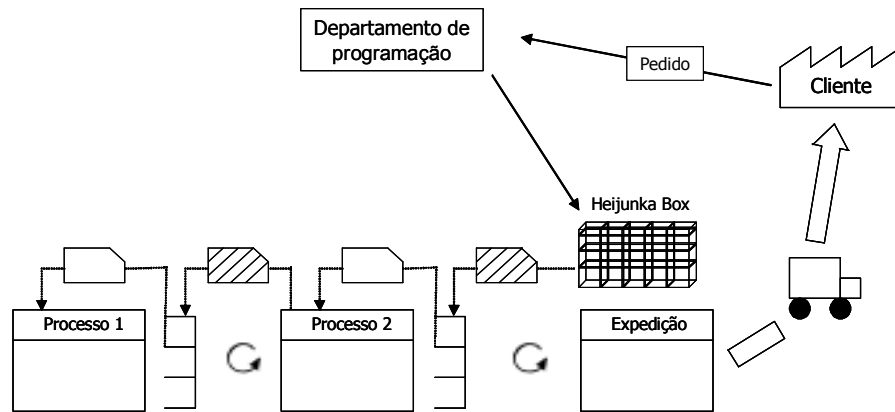 Departamento de
programação
Pedido
Cliente
Heijunka Box
Processo 1
Processo 2
Expedição